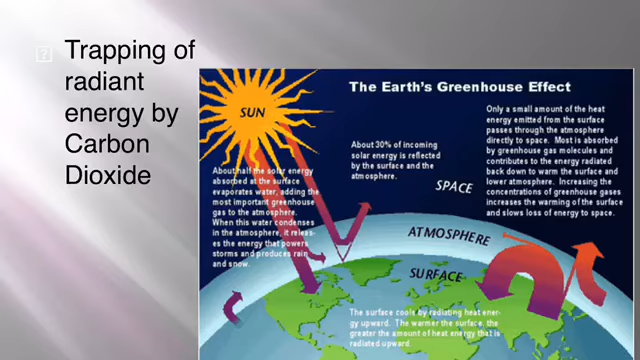 Trapping of
radiant
energy by
Carbon
Dioxide
The Earth's Greenhouse Effect
SUN
About 30% of incoming
solar energy is reflected
by the surface and the
atmosphere.
Only a small amount of the heat
energy emitted from the surface
passes through the atmosphere
directly to space. Most is absorbed
by greenhouse gas molecules and
contributes to the energy radiated
back down to warm the surface and
lower atmosphere. Increasing the
concentrations of greenhouse gases
increases the warming of the surface
and slows loss of energy to space.
About half the solar energy
absorbed at the surface
evaporates water, adding the
most important greenhouse
gas to the atmosphere.
When this water condenses
in the atmosphere, it releas-
es the energy that powers
storms and produces rain
and snow.
SPACE
ATMOSPHERE
SURFACE
The surface cools by radiating heat ener-
gy upward. The warmer the surface, the
greater the amount of heat energy that is
radiated upward.